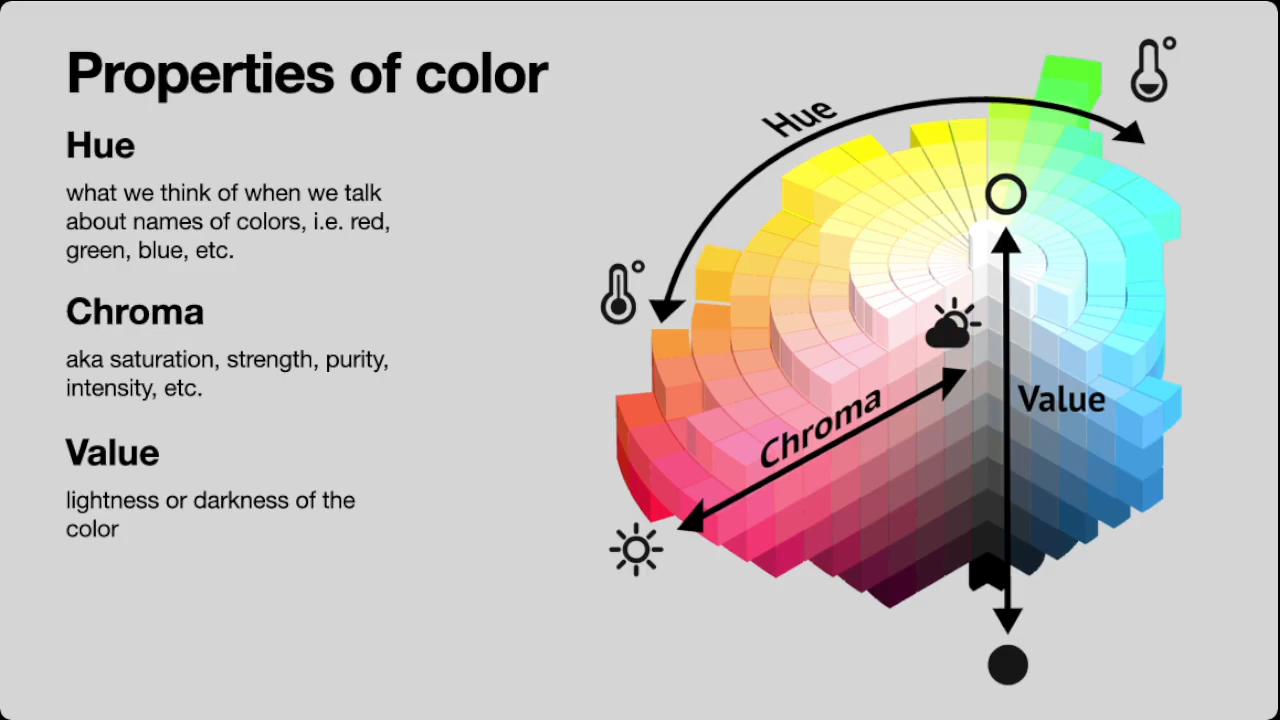 Properties of color
Hue
what we think of when we talk
about names of colors, i.e. red,
green, blue, etc.
Chroma
aka saturation, strength, purity,
intensity, etc.
Value
lightness or darkness of the
color
Hue
Chroma
Value